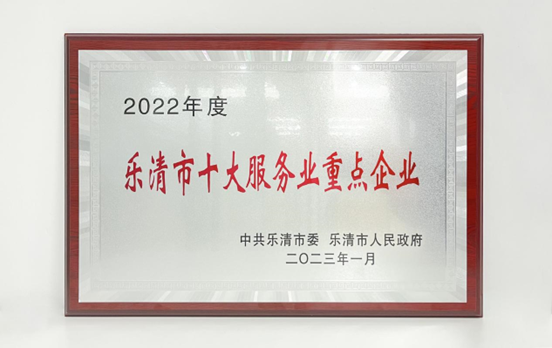 2022年度
乐清市十大服务业重点企业
中共乐清市委 乐清市人民政府
二〇二三年一月